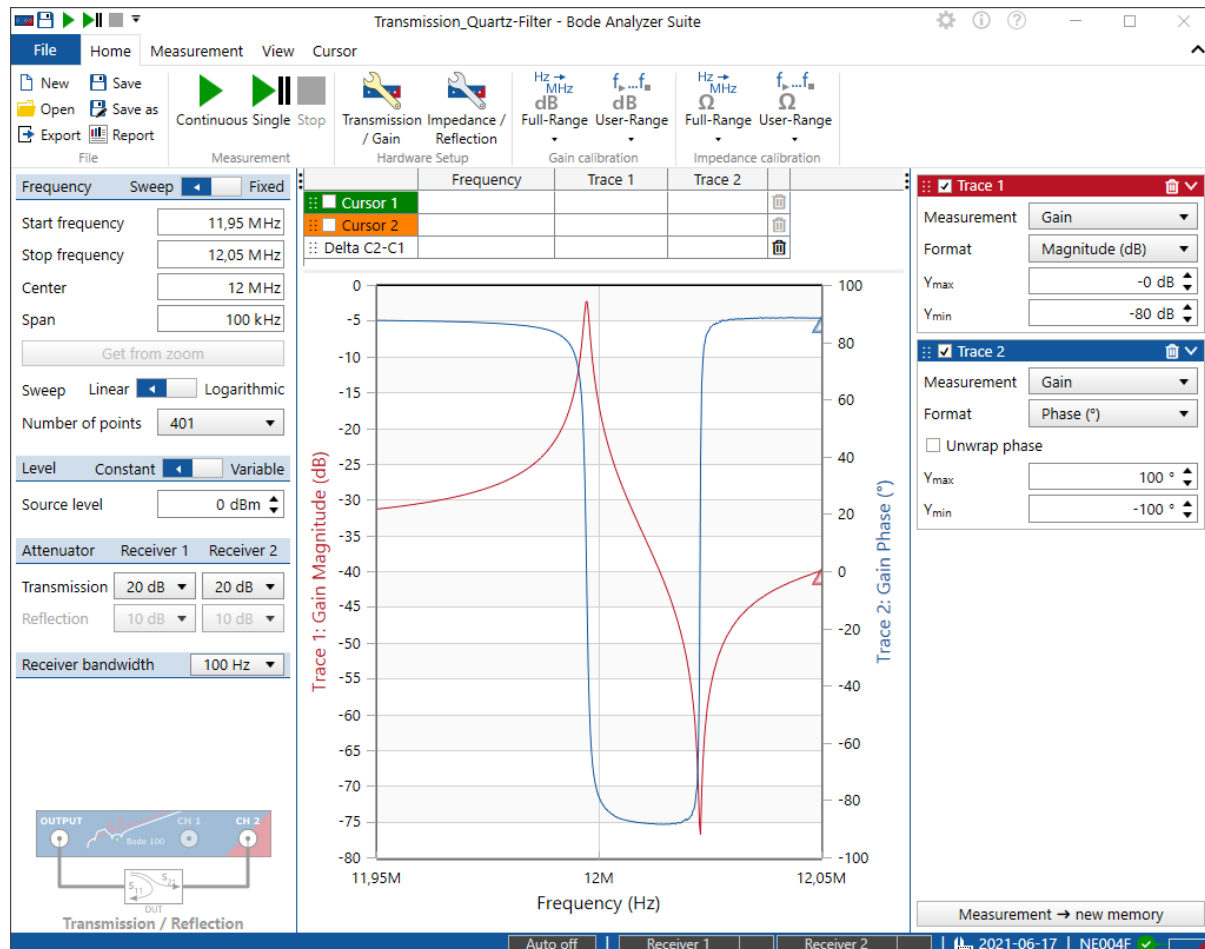 Transmission_Quartz-Filter - Bode Analyzer Suite
File Home Measurement View Cursor
New Save
Open Save as
Export Report
File
Continuous Single Stop
Measurement
Transmission / Gain
Impedance / Reflection
Hardware Setup
Hz → MHz
dB
Full-Range
f▶...f■
dB
User-Range
Gain calibration
Hz → MHz
Ω
Full-Range
f▶...f■
Ω
User-Range
Impedance calibration
Frequency Sweep Fixed
Start frequency 11,95 MHz
Stop frequency 12,05 MHz
Center 12 MHz
Span 100 kHz
Get from zoom
Sweep Linear Logarithmic
Number of points 401
Level Constant Variable
Source level 0 dBm
Attenuator Receiver 1 Receiver 2
Transmission 20 dB 20 dB
Reflection 10 dB 10 dB
Receiver bandwidth 100 Hz
OUTPUT CH 1 CH 2
Bode 100
S11 S21
DUT
Transmission / Reflection
Frequency Trace 1 Trace 2
Cursor 1
Cursor 2
Delta C2-C1
Trace 1: Gain Magnitude (dB)
0
-5
-10
-15
-20
-25
-30
-35
-40
-45
-50
-55
-60
-65
-70
-75
-80
100
80
60
40
20
0
-20
-40
-60
-80
-100
Trace 2: Gain Phase (°)
11,95M 12M 12,05M
Frequency (Hz)
Trace 1
Measurement Gain
Format Magnitude (dB)
Ymax -0 dB
Ymin -80 dB
Trace 2
Measurement Gain
Format Phase (°)
Unwrap phase
Ymax 100 °
Ymin -100 °
Measurement → new memory
Auto off | Receiver 1 Receiver 2 | 2021-06-17 | NE004F